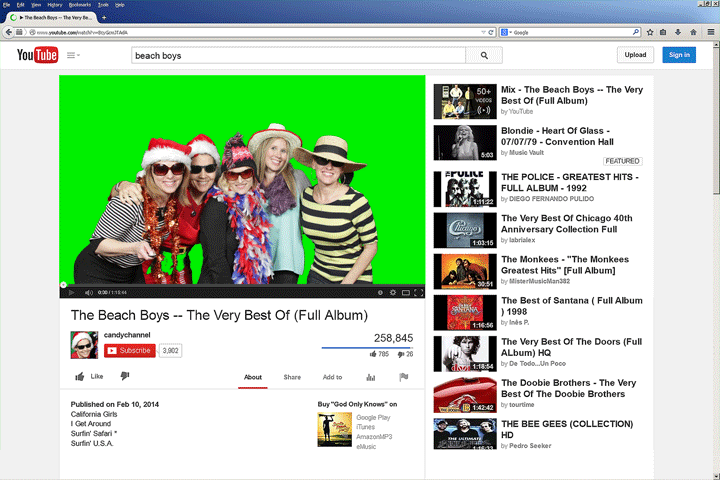 File Edit View History Bookmarks Tools Help
▶ The Beach Boys -- The Very Be...
Google
YouTube
beach boys
Upload
Sign in
50+
VIDEOS
Mix - The Beach Boys -- The Very
Best Of (Full Album)
by YouTube
5:03
Blondie - Heart Of Glass -
07/07/79 - Convention
Hall
by Music Vault
FEATURED
THE POLICE - GREATEST HITS -
FULL ALBUM - 1992
by DIEGO FERNANDO PULIDO
1:11:22
The Very Best Of Chicago 40th
Anniversary Collection Full
by labrialex
1:03:15
The Monkees - "The Monkees
Greatest Hits" [Full Album]
by MisterMusicMan382
30:51
The Best of Santana ( Full Album
) 1998
by Inês P.
1:16:56
The Very Best Of The Doors (Full
ALbum) HQ
by De Todo...Un Poco
1:18:54
The Doobie Brothers - The Very
Best Of The Doobie Brothers
by tourtime
1:42:42
THE BEE GEES (COLLECTION)
HD
by Pedro Seeker
THE ULTIMATE
0:00 / 1:18:44
The Beach Boys -- The Very Best Of (Full Album)
candychannel
Subscribe 3,902
258,845
785 26
Like
About Share Add to
Published on Feb 10, 2014
California Girls
I Get Around
Surfin' Safari *
Surfin' U.S.A.
Buy "God Only Knows" on
Google Play
iTunes
AmazonMP3
eMusic